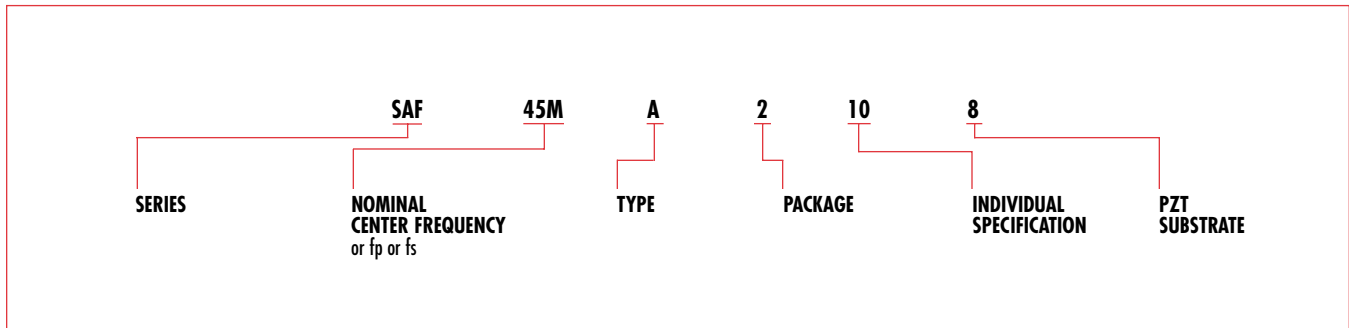 SAF 45M A 2 10 8
SERIES
NOMINAL
CENTER FREQUENCY
or fp or fs
TYPE
PACKAGE
INDIVIDUAL
SPECIFICATION
PZT
SUBSTRATE